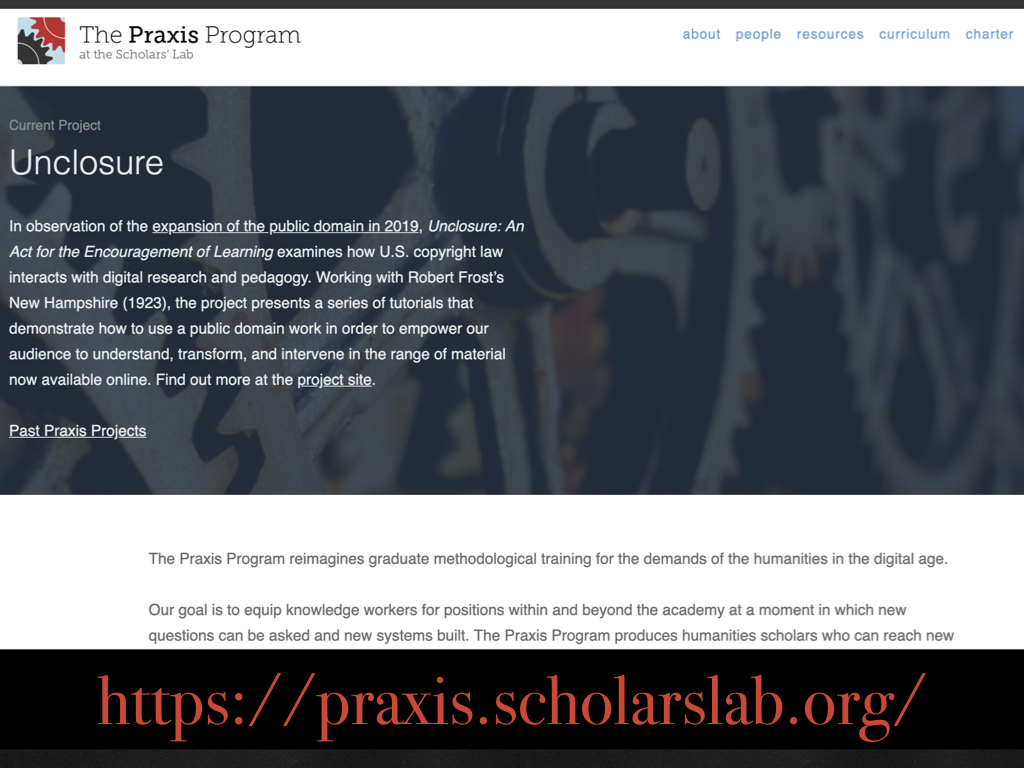 The Praxis Program
at the Scholars' Lab
about people resources curriculum charter
Current Project
Unclosure
In observation of the expansion of the public domain in 2019, Unclosure: An
Act for the Encouragement of Learning examines how U.S. copyright law
interacts with digital research and pedagogy. Working with Robert Frost's
New Hampshire (1923), the project presents a series of tutorials that
demonstrate how to use a public domain work in order to empower our
audience to understand, transform, and intervene in the range of material
now available online. Find out more at the project site.
Past Praxis Projects
The Praxis Program reimagines graduate methodological training for the demands of the humanities in the digital age.
Our goal is to equip knowledge workers for positions within and beyond the academy at a moment in which new
questions can be asked and new systems built. The Praxis Program produces humanities scholars who can reach new
https://praxis.scholarslab.org/